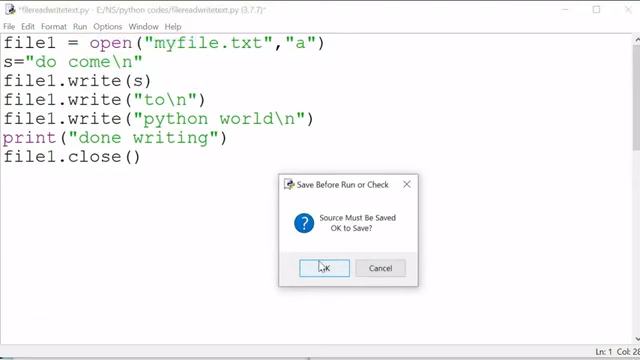 *filereadwritetext.py - E:/NS/python codes/filereadwritetext.py (3.7.7)*
File Edit Format Run Options Window Help
file1 = open("myfile.txt","a")
s="do come\n"
file1.write(s)
file1.write("to\n")
file1.write("python world\n")
print("done writing")
file1.close()
Save Before Run or Check
Source Must Be Saved
OK to Save?
OK Cancel
Ln: 1 Col: 28